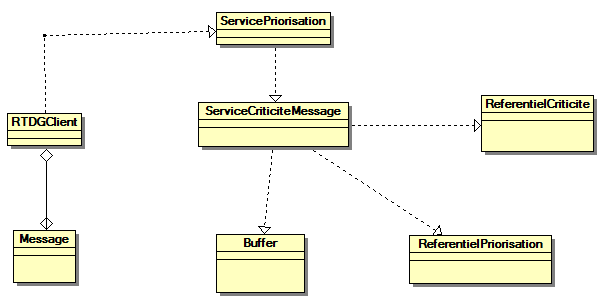 ServicePriorisation
RTDGClient
ServiceCriticiteMessage
ReferentielCriticite
Message
Buffer
ReferentielPriorisation